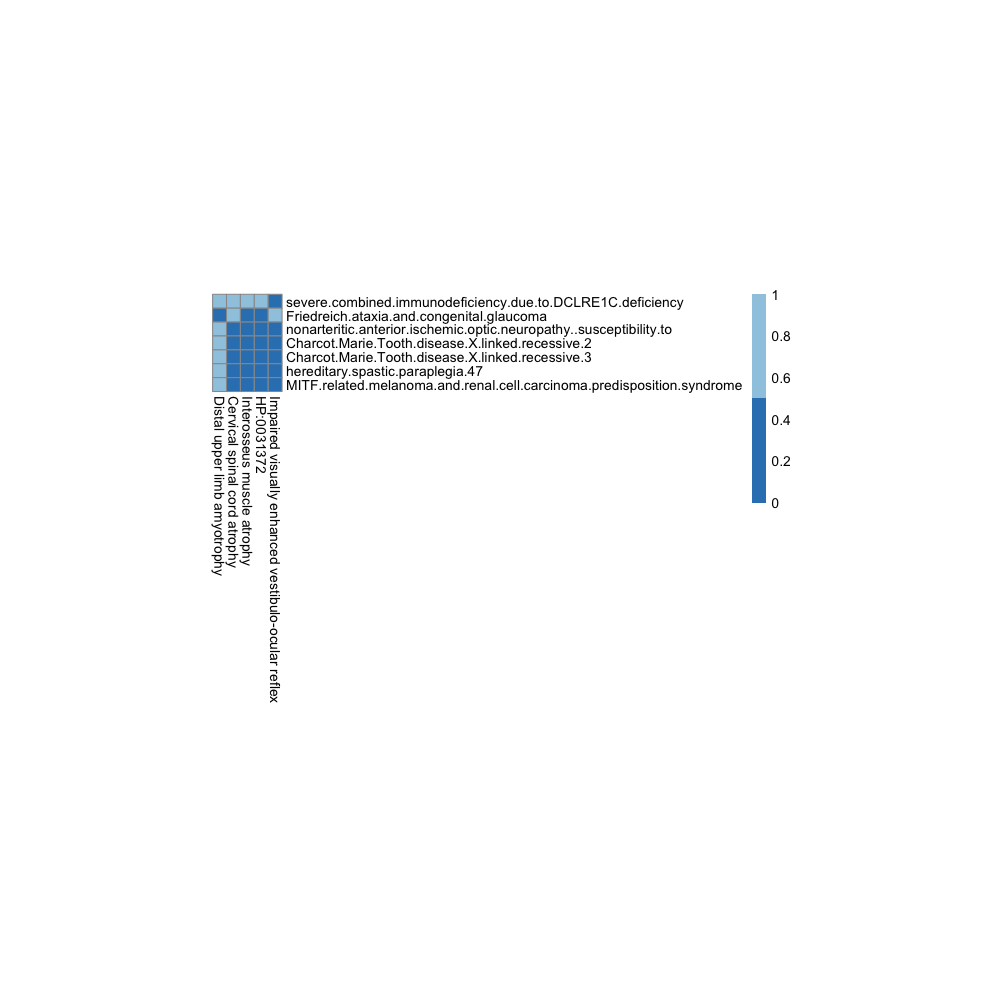 severe.combined.immunodeficiency.due.to.DCLRE1C.deficiency
Friedreich.ataxia.and.congenital.glaucoma
nonarteritic.anterior.ischemic.optic.neuropathy..susceptibility.to
Charcot.Marie.Tooth.disease.X.linked.recessive.2
Charcot.Marie.Tooth.disease.X.linked.recessive.3
hereditary.spastic.paraplegia.47
MITF.related.melanoma.and.renal.cell.carcinoma.predisposition.syndrome
Distal upper limb amyotrophy
Cervical spinal cord atrophy
Interosseus muscle atrophy
HP:0031372
Impaired visually enhanced vestibulo-ocular reflex
1
0.8
0.6
0.4
0.2
0